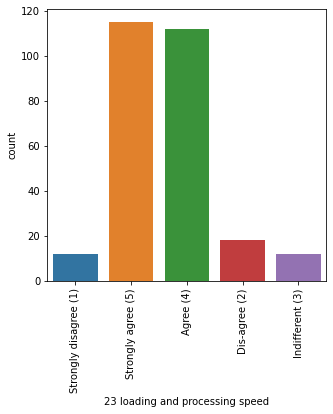 120
100
80
60
40
20
0
count
Strongly disagree (1)
Strongly agree (5)
Agree (4)
Dis-agree (2)
Indifferent (3)
23 loading and processing speed